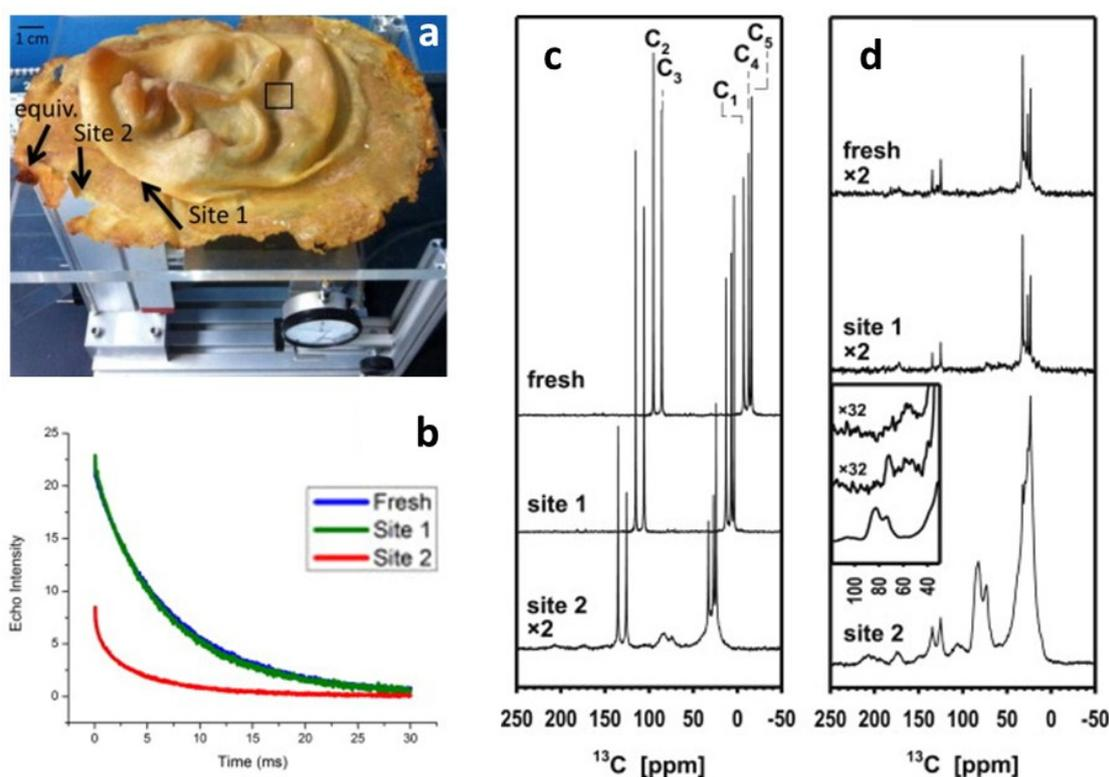 a
1 cm
equiv.
Site 2
Site 1
b
25
20
15
10
5
0
Echo Intensity
Fresh
Site 1
Site 2
0 5 10 15 20 25 30
Time (ms)
c
C2
C3
C1
C4
C5
fresh
site 1
site 2
×2
250 200 150 100 50 0 -50
13C [ppm]
d
fresh
×2
site 1
×2
×32
×32
100 80 60 40
site 2
250 200 150 100 50 0 -50
13C [ppm]